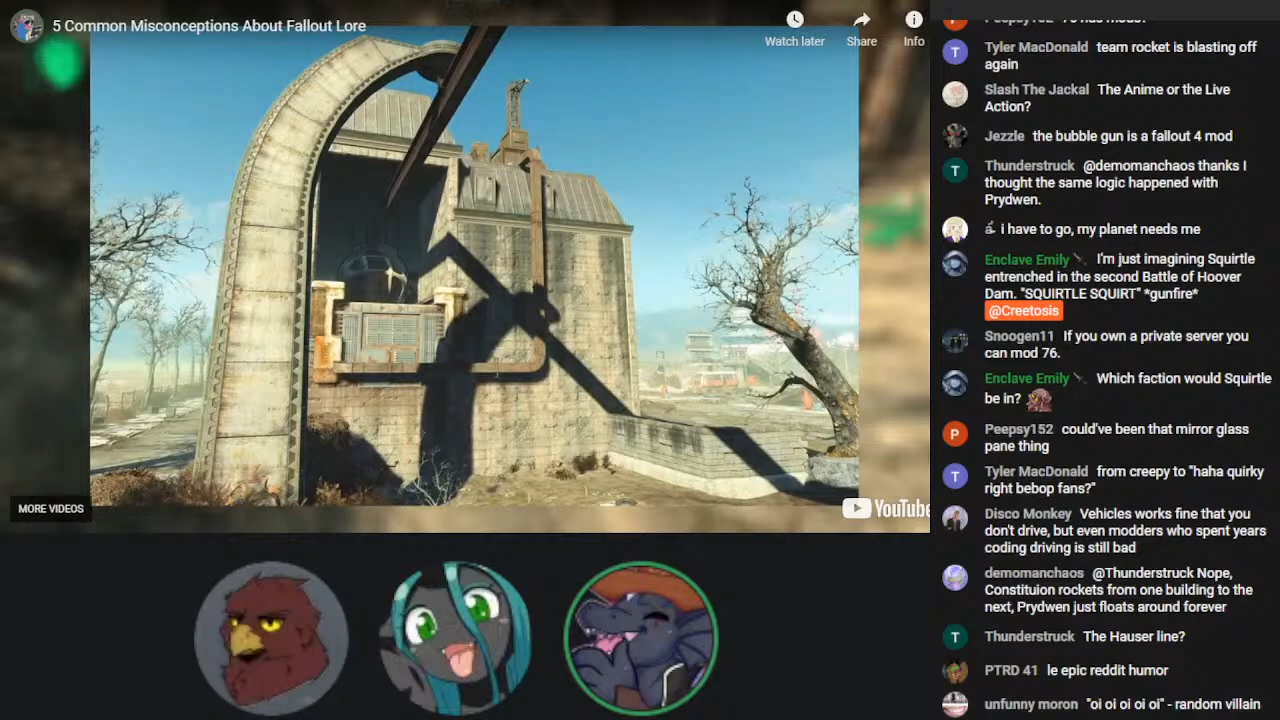 5 Common Misconceptions About Fallout Lore
Watch later
Share
Info
MORE VIDEOS
YouTube
Tyler MacDonald team rocket is blasting off
again
Slash The Jackal The Anime or the Live
Action?
Jezzle the bubble gun is a fallout 4 mod
Thunderstruck @demomanchaos thanks I
thought the same logic happened with
Prydwen.
i have to go, my planet needs me
Enclave Emily I'm just imagining Squirtle
entrenched in the second Battle of Hoover
Dam. "SQUIRTLE SQUIRT" *gunfire*
@Creetosis
Snoogen11 If you own a private server you
can mod 76.
Enclave Emily Which faction would Squirtle
be in?
P Peepsy152 could've been that mirror glass
pane thing
T Tyler MacDonald from creepy to "haha quirky
right bebop fans?"
Disco Monkey Vehicles works fine that you
don't drive, but even modders who spent years
coding driving is still bad
demomanchaos @Thunderstruck Nope,
Constituion rockets from one building to the
next, Prydwen just floats around forever
T Thunderstruck The Hauser line?
PTRD 41 le epic reddit humor
unfunny moron "oi oi oi oi oi" - random villain